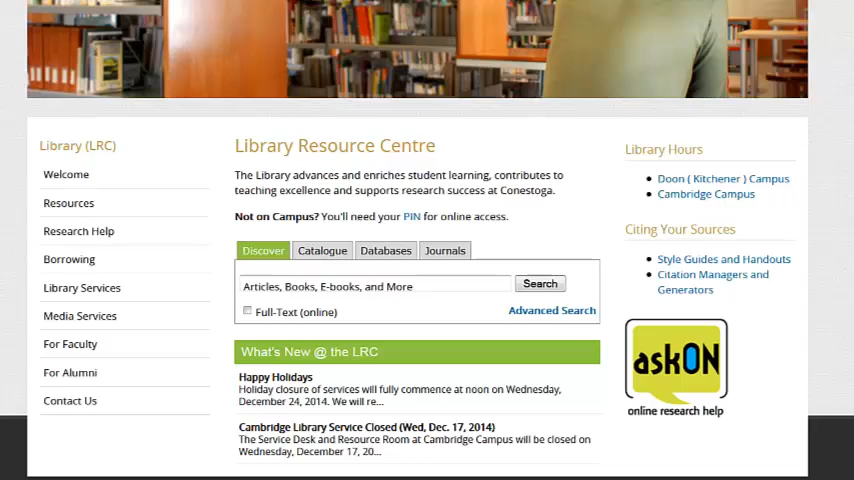 Library (LRC)
Welcome
Resources
Research Help
Borrowing
Library Services
Media Services
For Faculty
For Alumni
Contact Us
Library Resource Centre
The Library advances and enriches student learning, contributes to
teaching excellence and supports research success at Conestoga.
Not on Campus? You'll need your PIN for online access.
Discover Catalogue Databases Journals
Articles, Books, E-books, and More Search
Full-Text (online) Advanced Search
What's New @ the LRC
Happy Holidays
Holiday closure of services will fully commence at noon on Wednesday,
December 24, 2014. We will re...
Cambridge Library Service Closed (Wed, Dec. 17, 2014)
The Service Desk and Resource Room at Cambridge Campus will be closed on
Wednesday, December 17, 20...
Library Hours
Doon ( Kitchener ) Campus
Cambridge Campus
Citing Your Sources
Style Guides and Handouts
Citation Managers and
Generators
askON
online research help